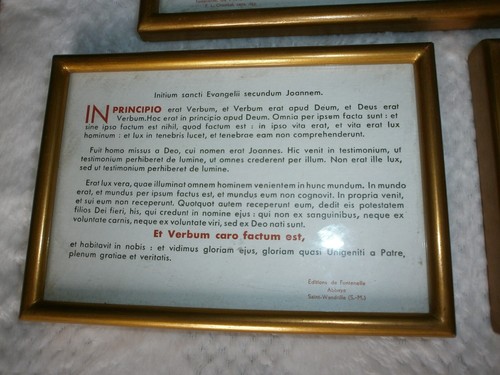 Initium sancti Evangelii secundum Joannem.
IN PRINCIPIO erat Verbum, et Verbum erat apud Deum, et Deus erat
Verbum. Hoc erat in principio apud Deum. Omnia per ipsem facta sunt : et
sine ipso factum est nihil, quod factum est : in ipso vita erat, et vita erat lux
hominum : et lux in tenebris lucet, et tenebrae eam non comprehenderunt.
Fuit homo missus a Deo, cui nomen erat Joannes. Hic venit in testimonium, ut
testimonium perhiberet de lumine, ut omnes crederent per illum. Non erat ille lux,
sed ut testimonium perhiberet de lumine.
Erat lux vera, quae illuminat omnem hominem venientem in hunc mundum. In mundo
erat, et mundus per ipsum factus est, et mundus eum non cognovit. In propria venit,
et sui eum non receperunt. Quotquot autem receperunt eum, dedit eis potestatem
filios Dei fieri, his, qui credunt in nomine ejus : qui non ex sanguinibus, neque ex
voluntate carnis, neque ex voluntate viri, sed ex Deo nati sunt.
Et Verbum caro factum est,
et habitavit in nobis : et vidimus gloriam ejus, gloriam quasi Unigeniti a Patre,
plenum gratiae et veritatis.
Editions de Fontenelle
Abbaye
Saint-Wandrille (S.-M.)